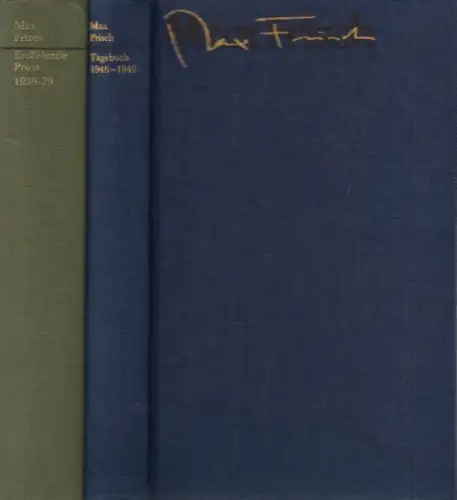 Max
Frisch
Erzählende
Prosa
1939-79
Max
Frisch
Tagebuch
1946–1949
Max Frisch